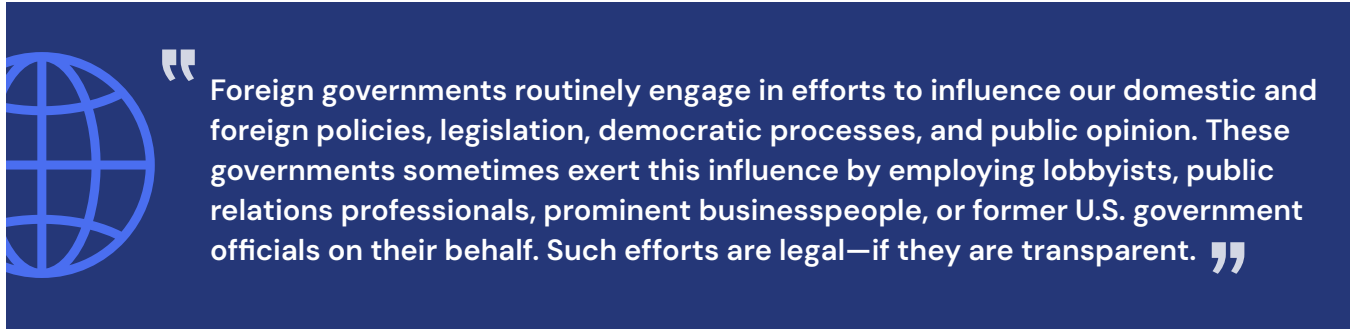 "Foreign governments routinely engage in efforts to influence our domestic and
foreign policies, legislation, democratic processes, and public opinion. These
governments sometimes exert this influence by employing lobbyists, public
relations professionals, prominent businesspeople, or former U.S. government
officials on their behalf. Such efforts are legal—if they are transparent."